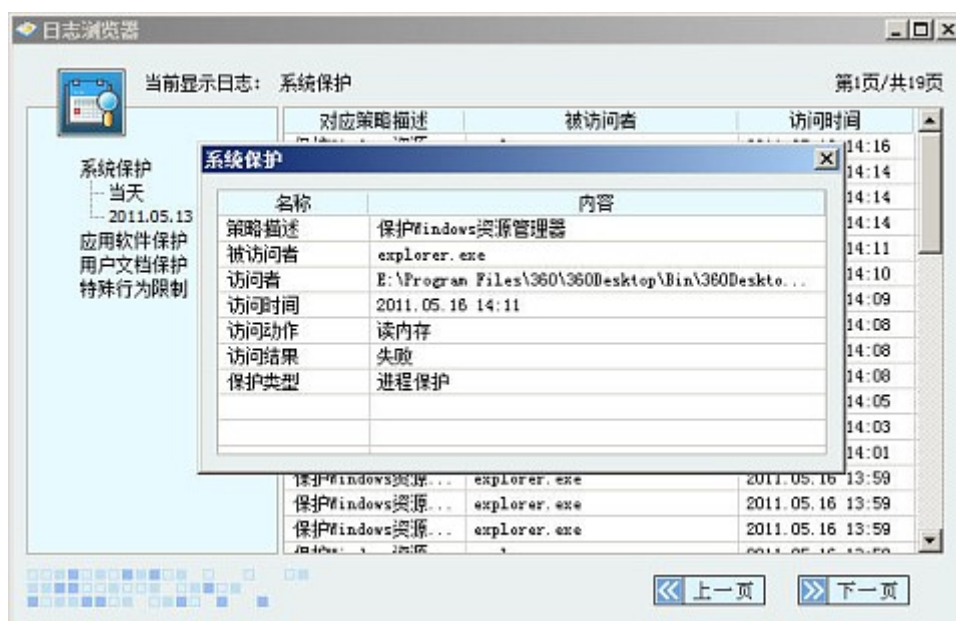 日志浏览器
当前显示日志： 系统保护 第1页/共19页
对应策略描述 被访问者 访问时间
系统保护
当天
2011.05.13
应用软件保护
用户文档保护
特殊行为限制
系统保护
名称 内容
策略描述 保护Windows资源管理器
被访问者 explorer.exe
访问者 E:\Program Files\360\360Desktop\Bin\360Deskto...
访问时间 2011.05.16 14:11
访问动作 读内存
访问结果 失败
保护类型 进程保护
14:16
14:14
14:14
14:14
14:11
14:10
14:09
14:08
14:08
14:08
14:05
14:03
14:01
保护Windows资源... explorer.exe 2011.05.16 13:59
保护Windows资源... explorer.exe 2011.05.16 13:59
保护Windows资源... explorer.exe 2011.05.16 13:59
上一页 下一页